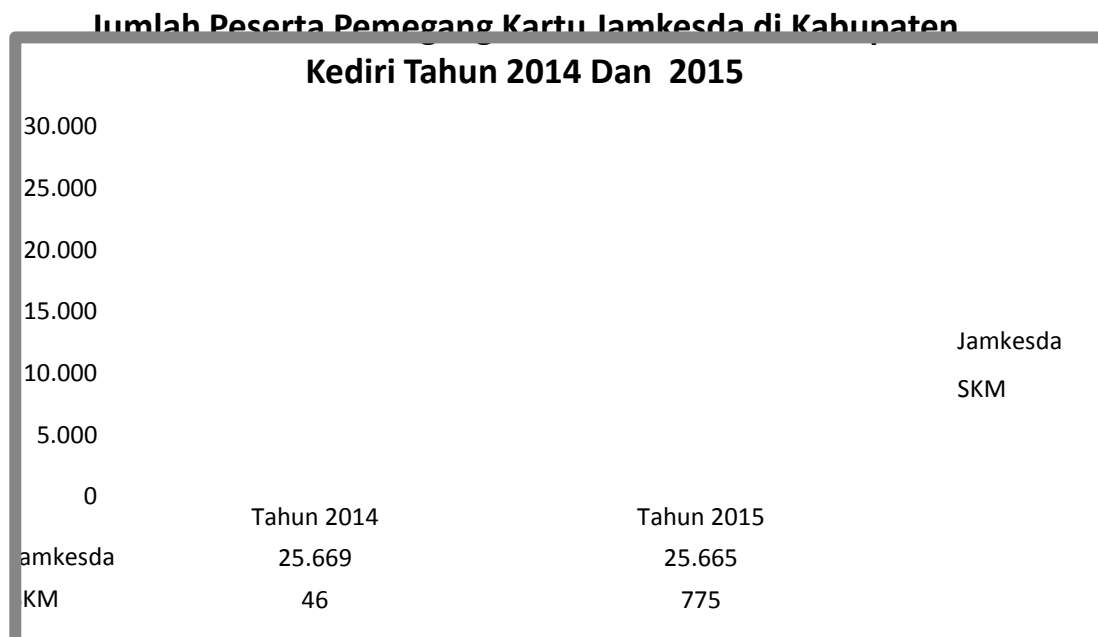 Jumlah Peserta Pemegang Kartu Jamkesda di Kabupaten
Kediri Tahun 2014 Dan 2015
30.000
25.000
20.000
15.000
10.000
5.000
0
Jamkesda
SKM
Tahun 2014 Tahun 2015
amkesda 25.669 25.665
KM 46 775